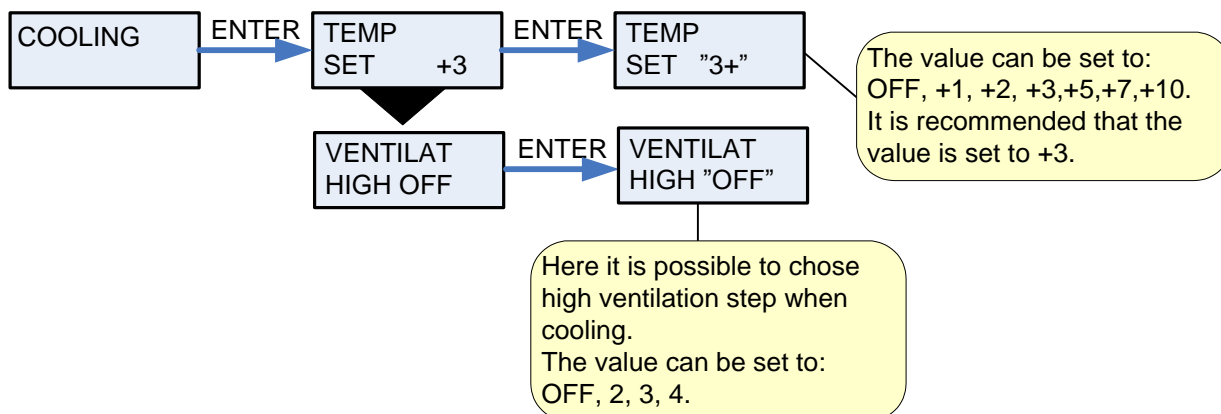 COOLING
ENTER
TEMP
SET +3
ENTER
TEMP
SET ”3+”
The value can be set to:
OFF, +1, +2, +3,+5,+7,+10.
It is recommended that the
value is set to +3.
VENTILAT
HIGH OFF
ENTER
VENTILAT
HIGH ”OFF”
Here it is possible to chose
high ventilation step when
cooling.
The value can be set to:
OFF, 2, 3, 4.